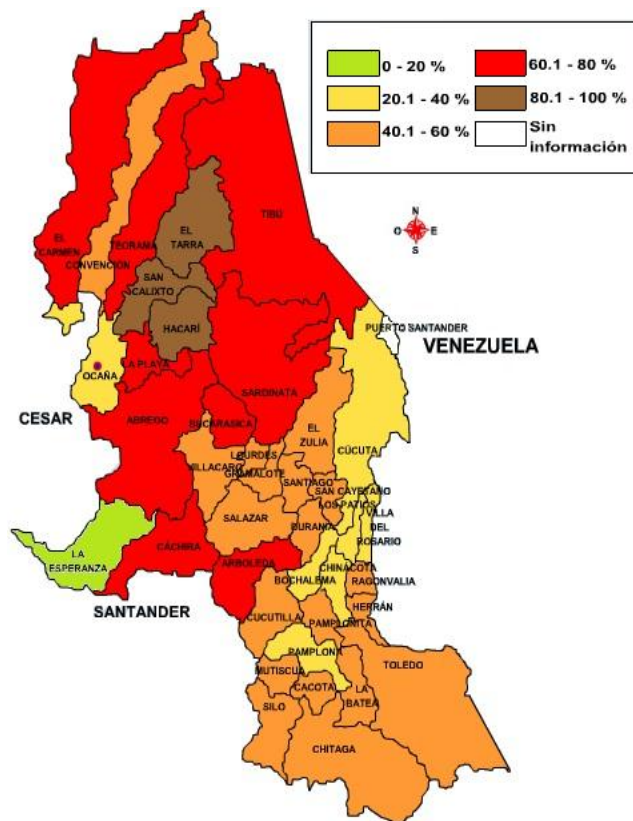 0 - 20 %
60.1 - 80 %
20.1 - 40 %
80.1 - 100 %
40.1 - 60 %
Sin
información
N
O E
S
TIBÚ
EL
TARRA
EL
CARMEN
TEORAMA
CONVENCION
SAN
CALIXTO
HACARÍ
PUERTO SANTANDER
VENEZUELA
LA PLAYA
OCAÑA
CESAR
ABREGO
SARDINATA
BUCARASICA
EL
ZULIA
CÚCUTA
LOURDES
VILLACARO
GRAMALOTE
SANTIAGO
SAN CAYETANO
LOS PATIOS
VILLA
DEL
ROSARIO
SALAZAR
DURANIA
LA
ESPERANZA
CÁCHIRA
ARBOLEDA
BOCHALEMA
CHINACOTA
RAGONVALIA
HERRÁN
SANTANDER
CUCUTILLA
PAMPLONITA
PAMPLONA
TOLEDO
MUTISCUA
CACOTA
LA
BATEA
SILO
CHITAGA